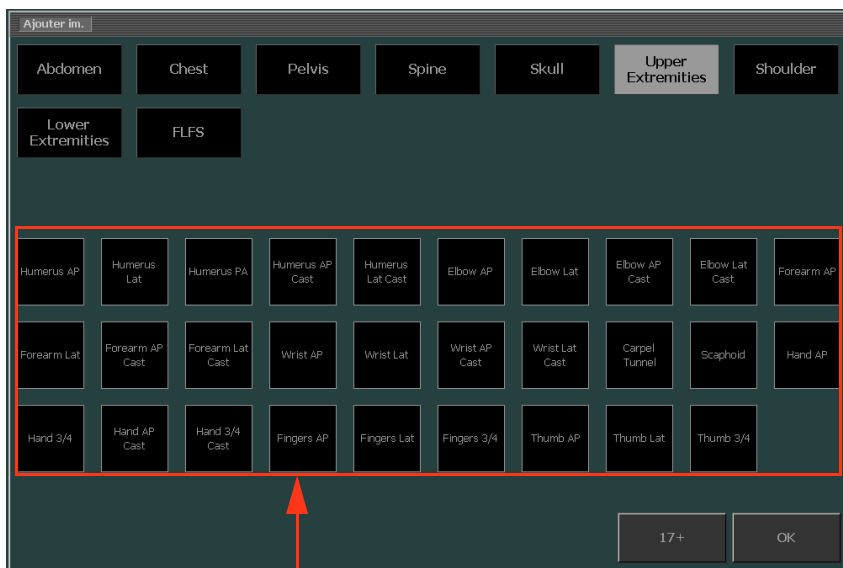 Ajouter im.
Abdomen
Chest
Pelvis
Spine
Skull
Upper
Extremities
Shoulder
Lower
Extremities
FLFS
Humerus AP
Humerus
Lat
Humerus PA
Humerus AP
Cast
Humerus
Lat Cast
Elbow AP
Elbow Lat
Elbow AP
Cast
Elbow Lat
Cast
Forearm AP
Forearm Lat
Forearm AP
Cast
Forearm Lat
Cast
Wrist AP
Wrist Lat
Wrist AP
Cast
Wrist Lat
Cast
Carpel
Tunnel
Scaphoid
Hand AP
Hand 3/4
Hand AP
Cast
Hand 3/4
Cast
Fingers AP
Fingers Lat
Fingers 3/4
Thumb AP
Thumb Lat
Thumb 3/4
17+
OK